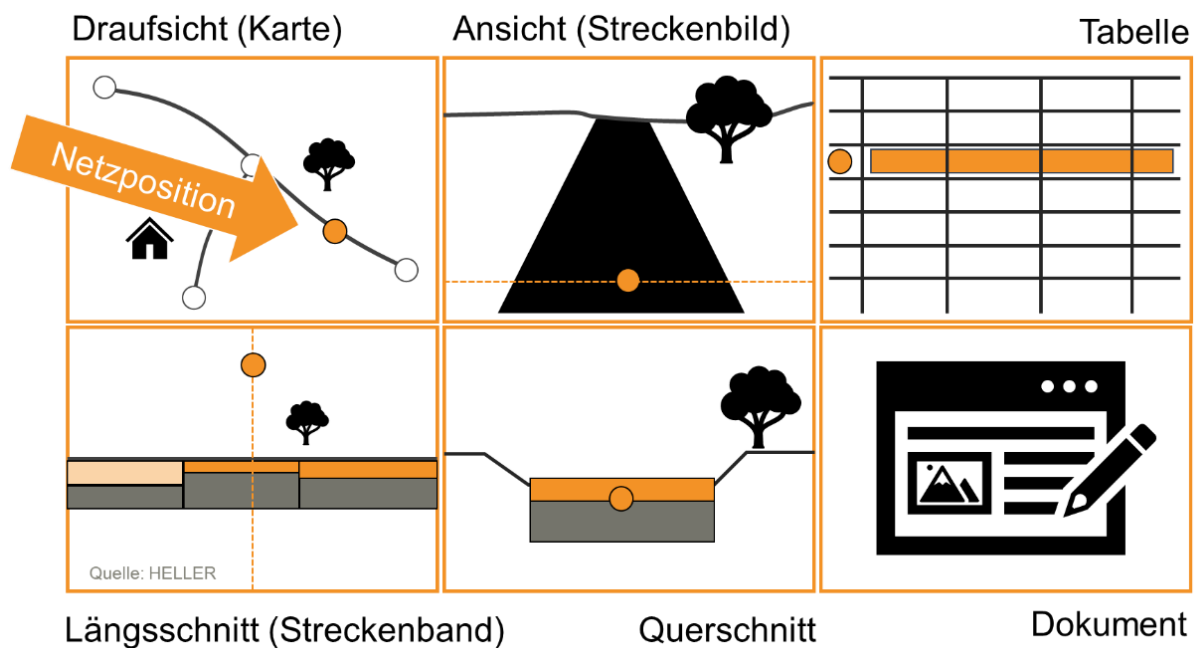 Draufsicht (Karte)
Ansicht (Streckenbild)
Tabelle
Netzposition
Quelle: HELLER
Längsschnitt (Streckenband)
Querschnitt
Dokument